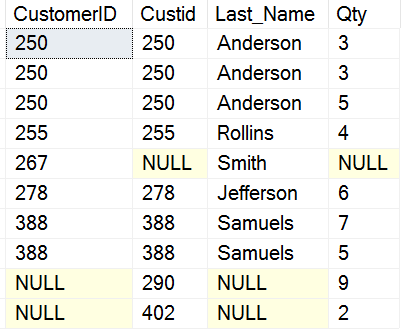 CustomerID Custid Last_Name Qty
250 250 Anderson 3
250 250 Anderson 3
250 250 Anderson 5
255 255 Rollins 4
267 NULL Smith NULL
278 278 Jefferson 6
388 388 Samuels 7
388 388 Samuels 5
NULL 290 NULL 9
NULL 402 NULL 2